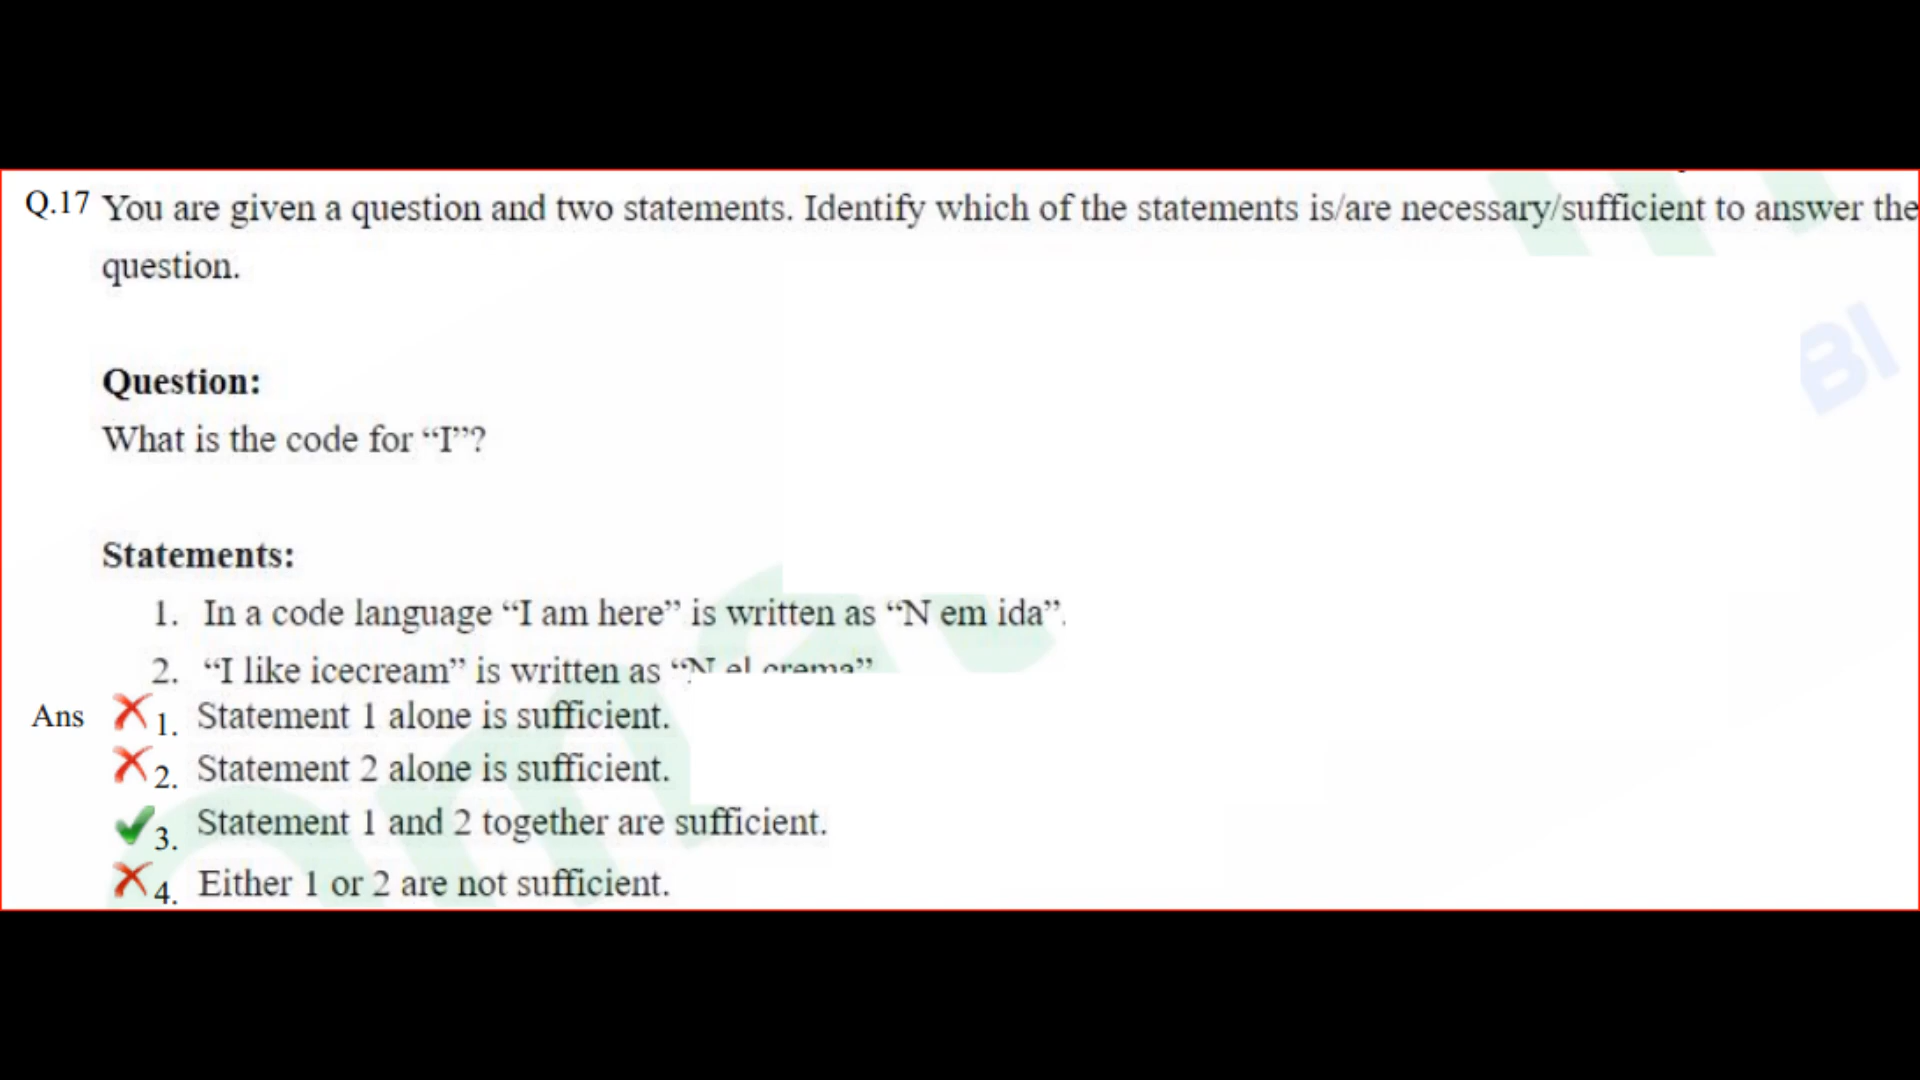 Q.17 You are given a question and two statements. Identify which of the statements is/are necessary/sufficient to answer the
question.
BI
Question:
What is the code for “I”?
Statements:
1. In a code language “I am here” is written as “N em ida”.
2. “I like icecream” is written as “N el crema”
Ans 1. Statement 1 alone is sufficient.
2. Statement 2 alone is sufficient.
3. Statement 1 and 2 together are sufficient.
4. Either 1 or 2 are not sufficient.